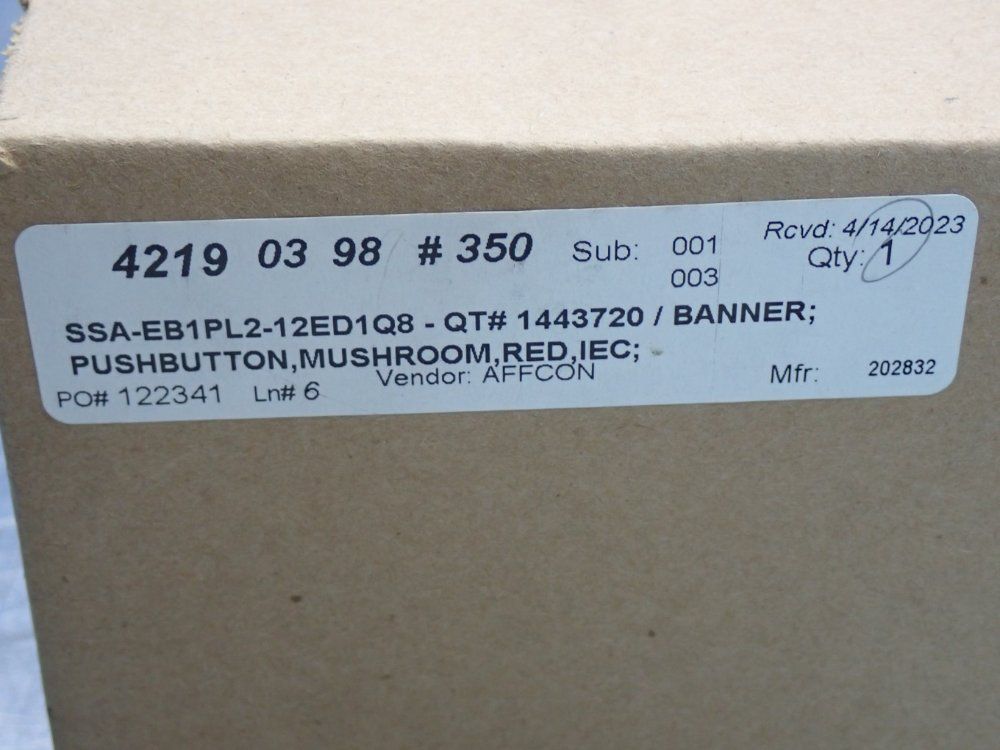 4219 03 98 # 350 Sub: 001 Rcvd: 4/14/2023
003 Qty: 1
SSA-EB1PL2-12ED1Q8 - QT# 1443720 / BANNER;
PUSHBUTTON,MUSHROOM,RED,IEC;
PO# 122341 Ln# 6 Vendor: AFFCON Mfr: 202832